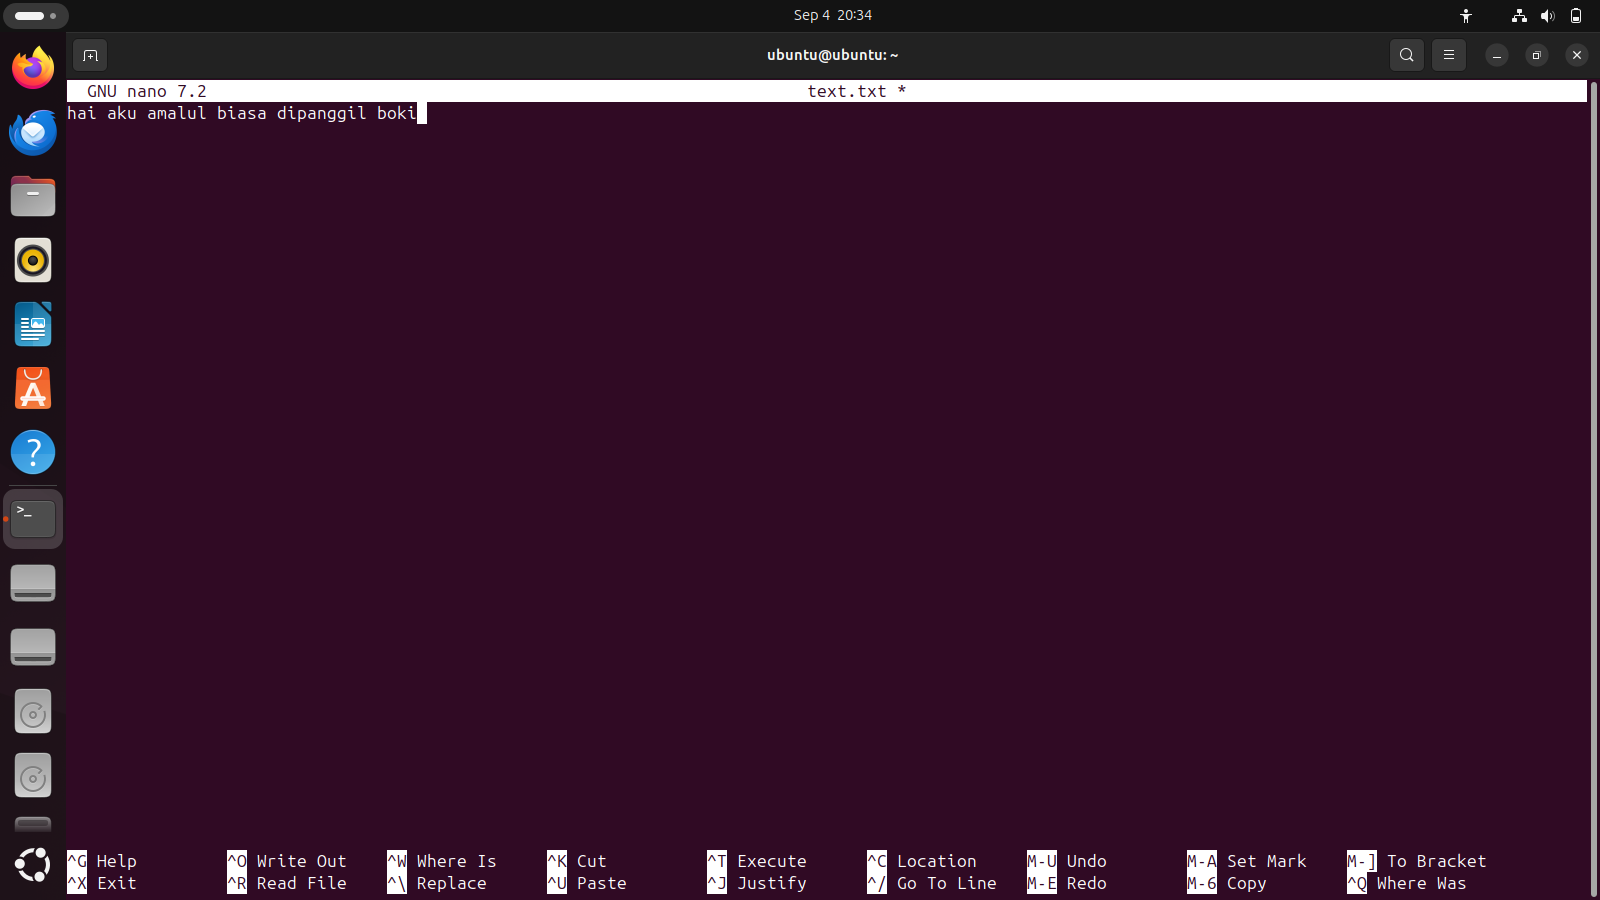 Sep 4 20:34
ubuntu@ubuntu: ~
GNU nano 7.2 text.txt *
hai aku amalul biasa dipanggil boki
^G Help ^O Write Out ^W Where Is ^K Cut ^T Execute ^C Location M-U Undo M-A Set Mark M-] To Bracket
^X Exit ^R Read File ^\ Replace ^U Paste ^J Justify ^/ Go To Line M-E Redo M-6 Copy ^Q Where Was